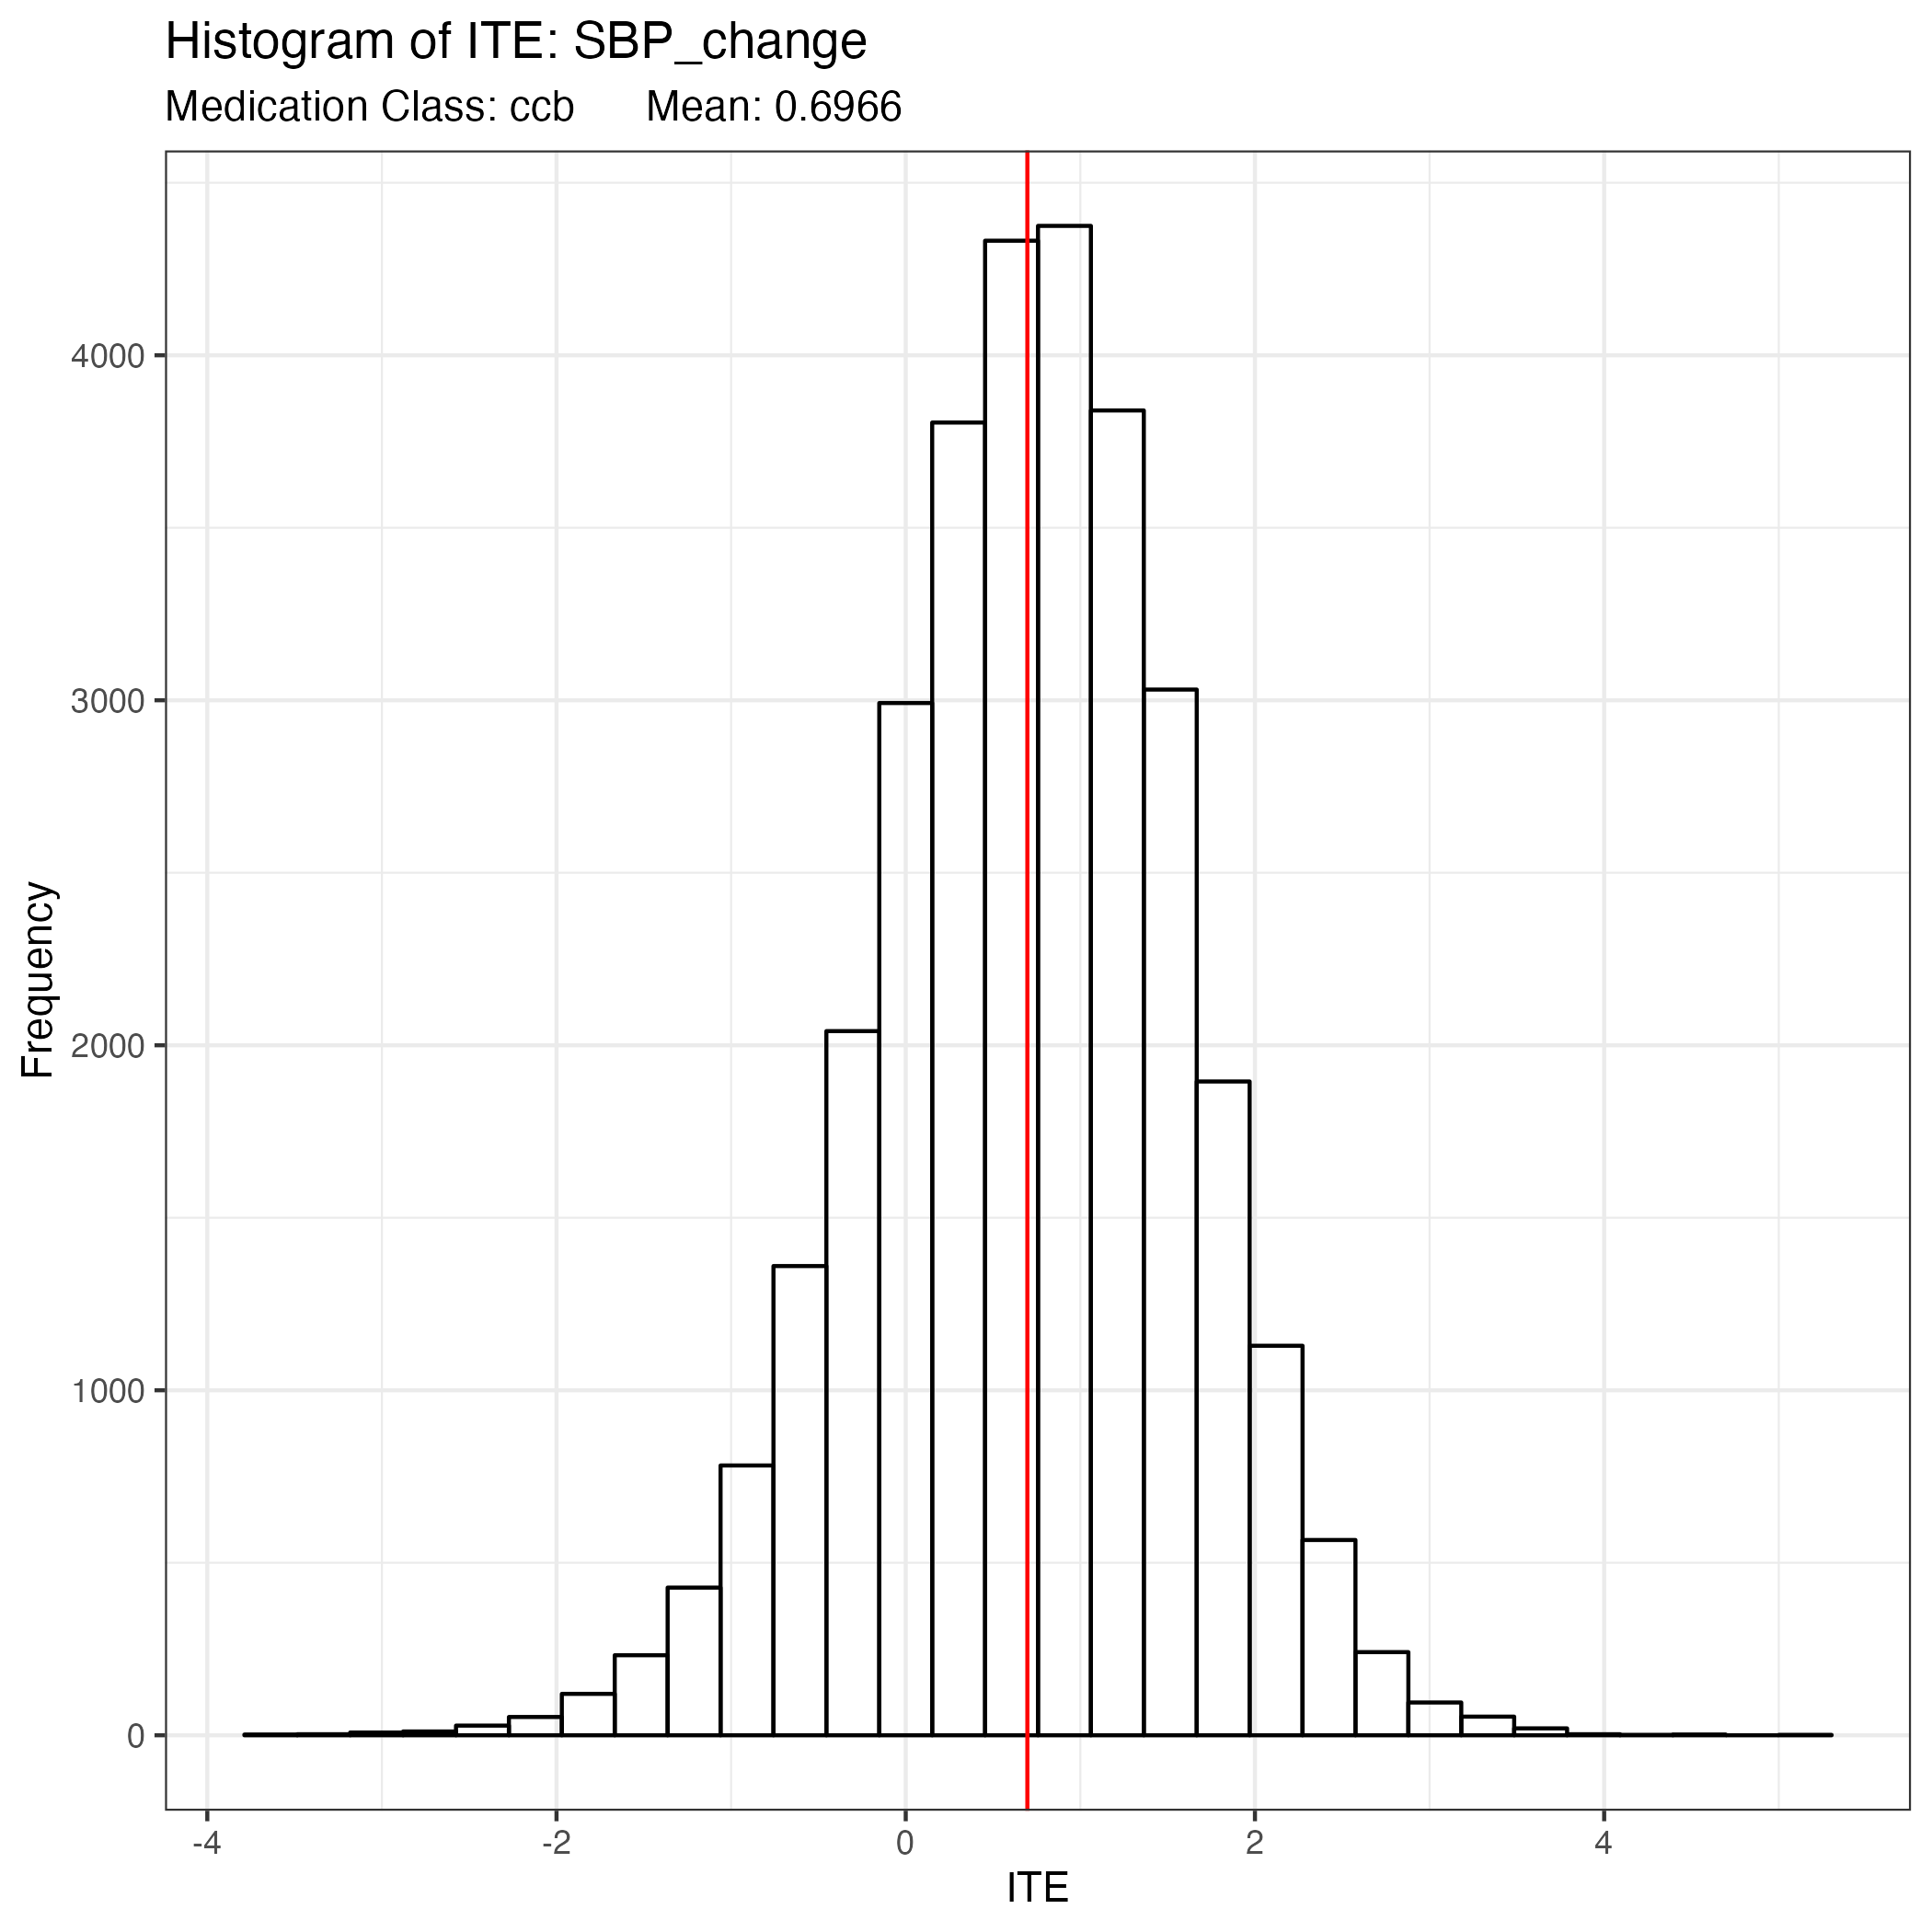 Histogram of ITE: SBP_change
Medication Class: ccb Mean: 0.6966
4000
3000
2000
1000
0
Frequency
-4 -2 0 2 4
ITE